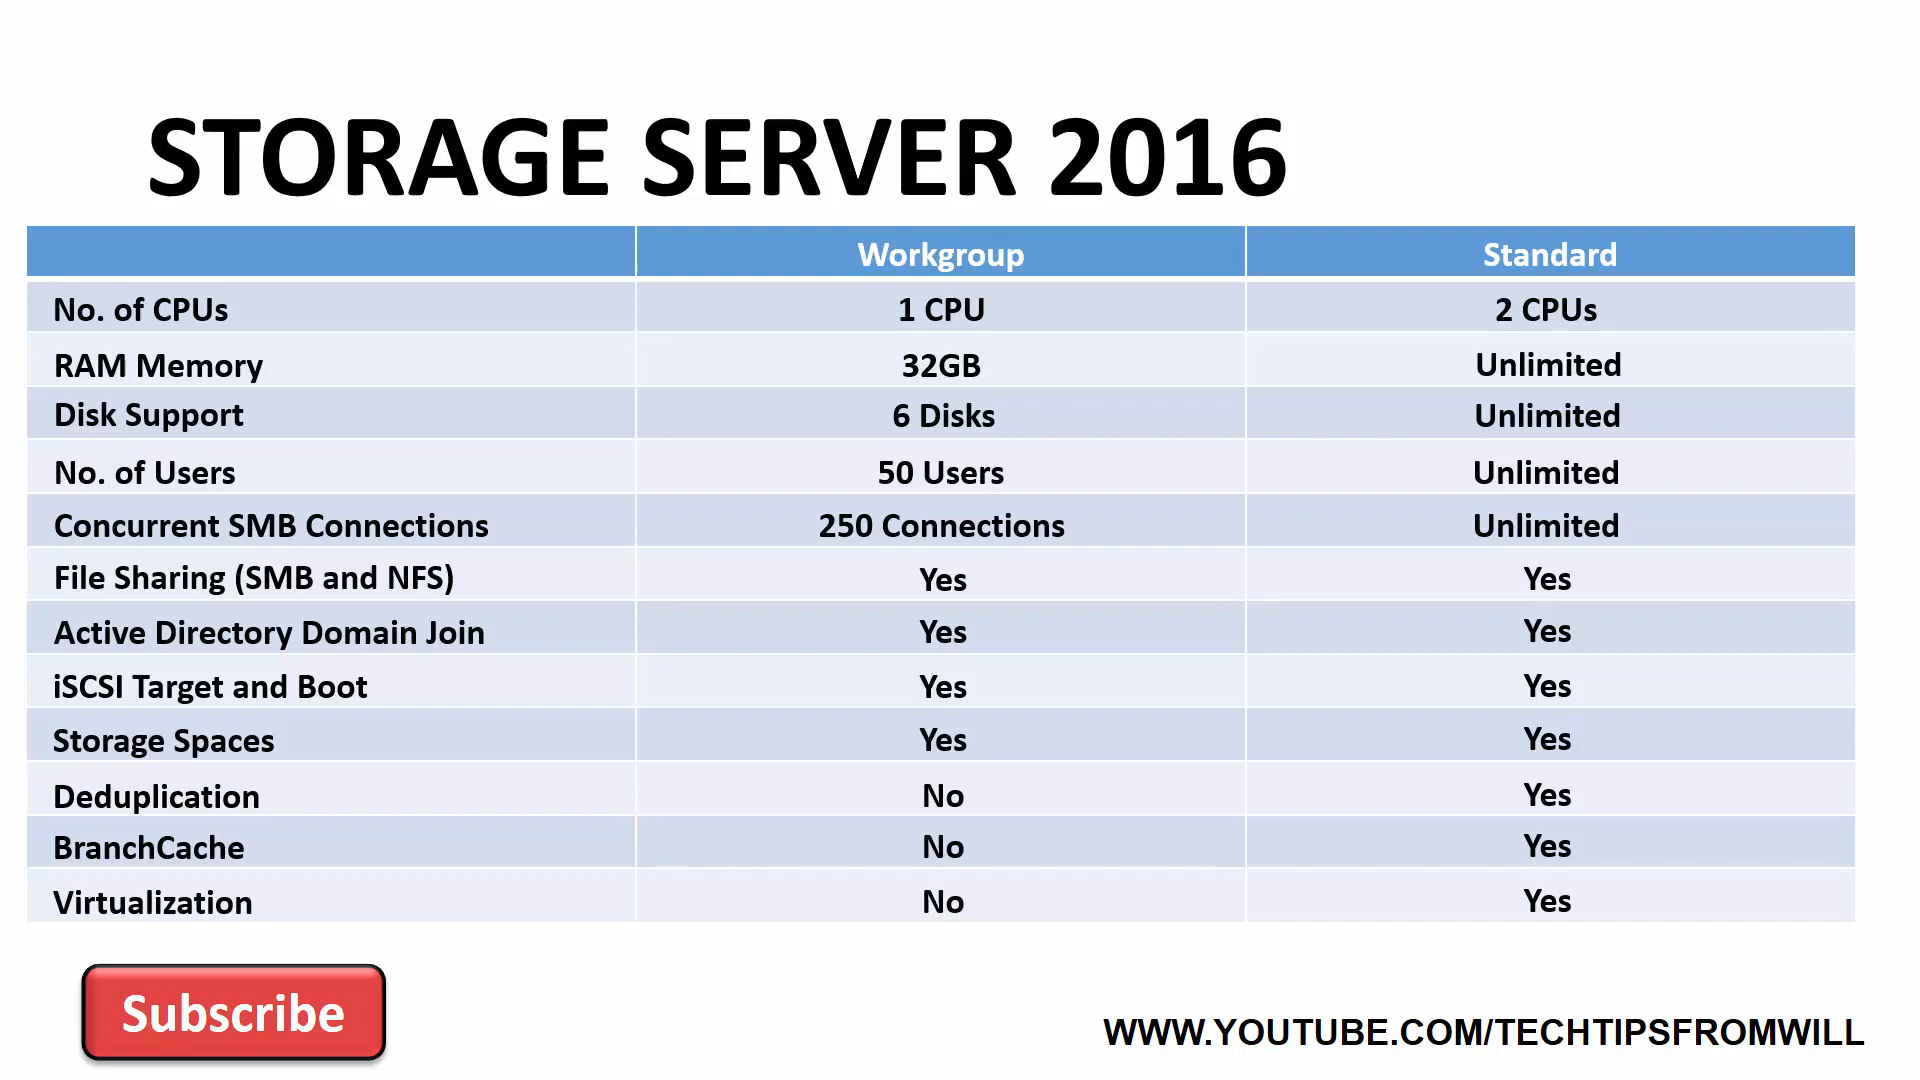 STORAGE SERVER 2016
Workgroup Standard
No. of CPUs 1 CPU 2 CPUs
RAM Memory 32GB Unlimited
Disk Support 6 Disks Unlimited
No. of Users 50 Users Unlimited
Concurrent SMB Connections 250 Connections Unlimited
File Sharing (SMB and NFS) Yes Yes
Active Directory Domain Join Yes Yes
iSCSI Target and Boot Yes Yes
Storage Spaces Yes Yes
Deduplication No Yes
BranchCache No Yes
Virtualization No Yes
Subscribe
WWW.YOUTUBE.COM/TECHTIPSFROMWILL